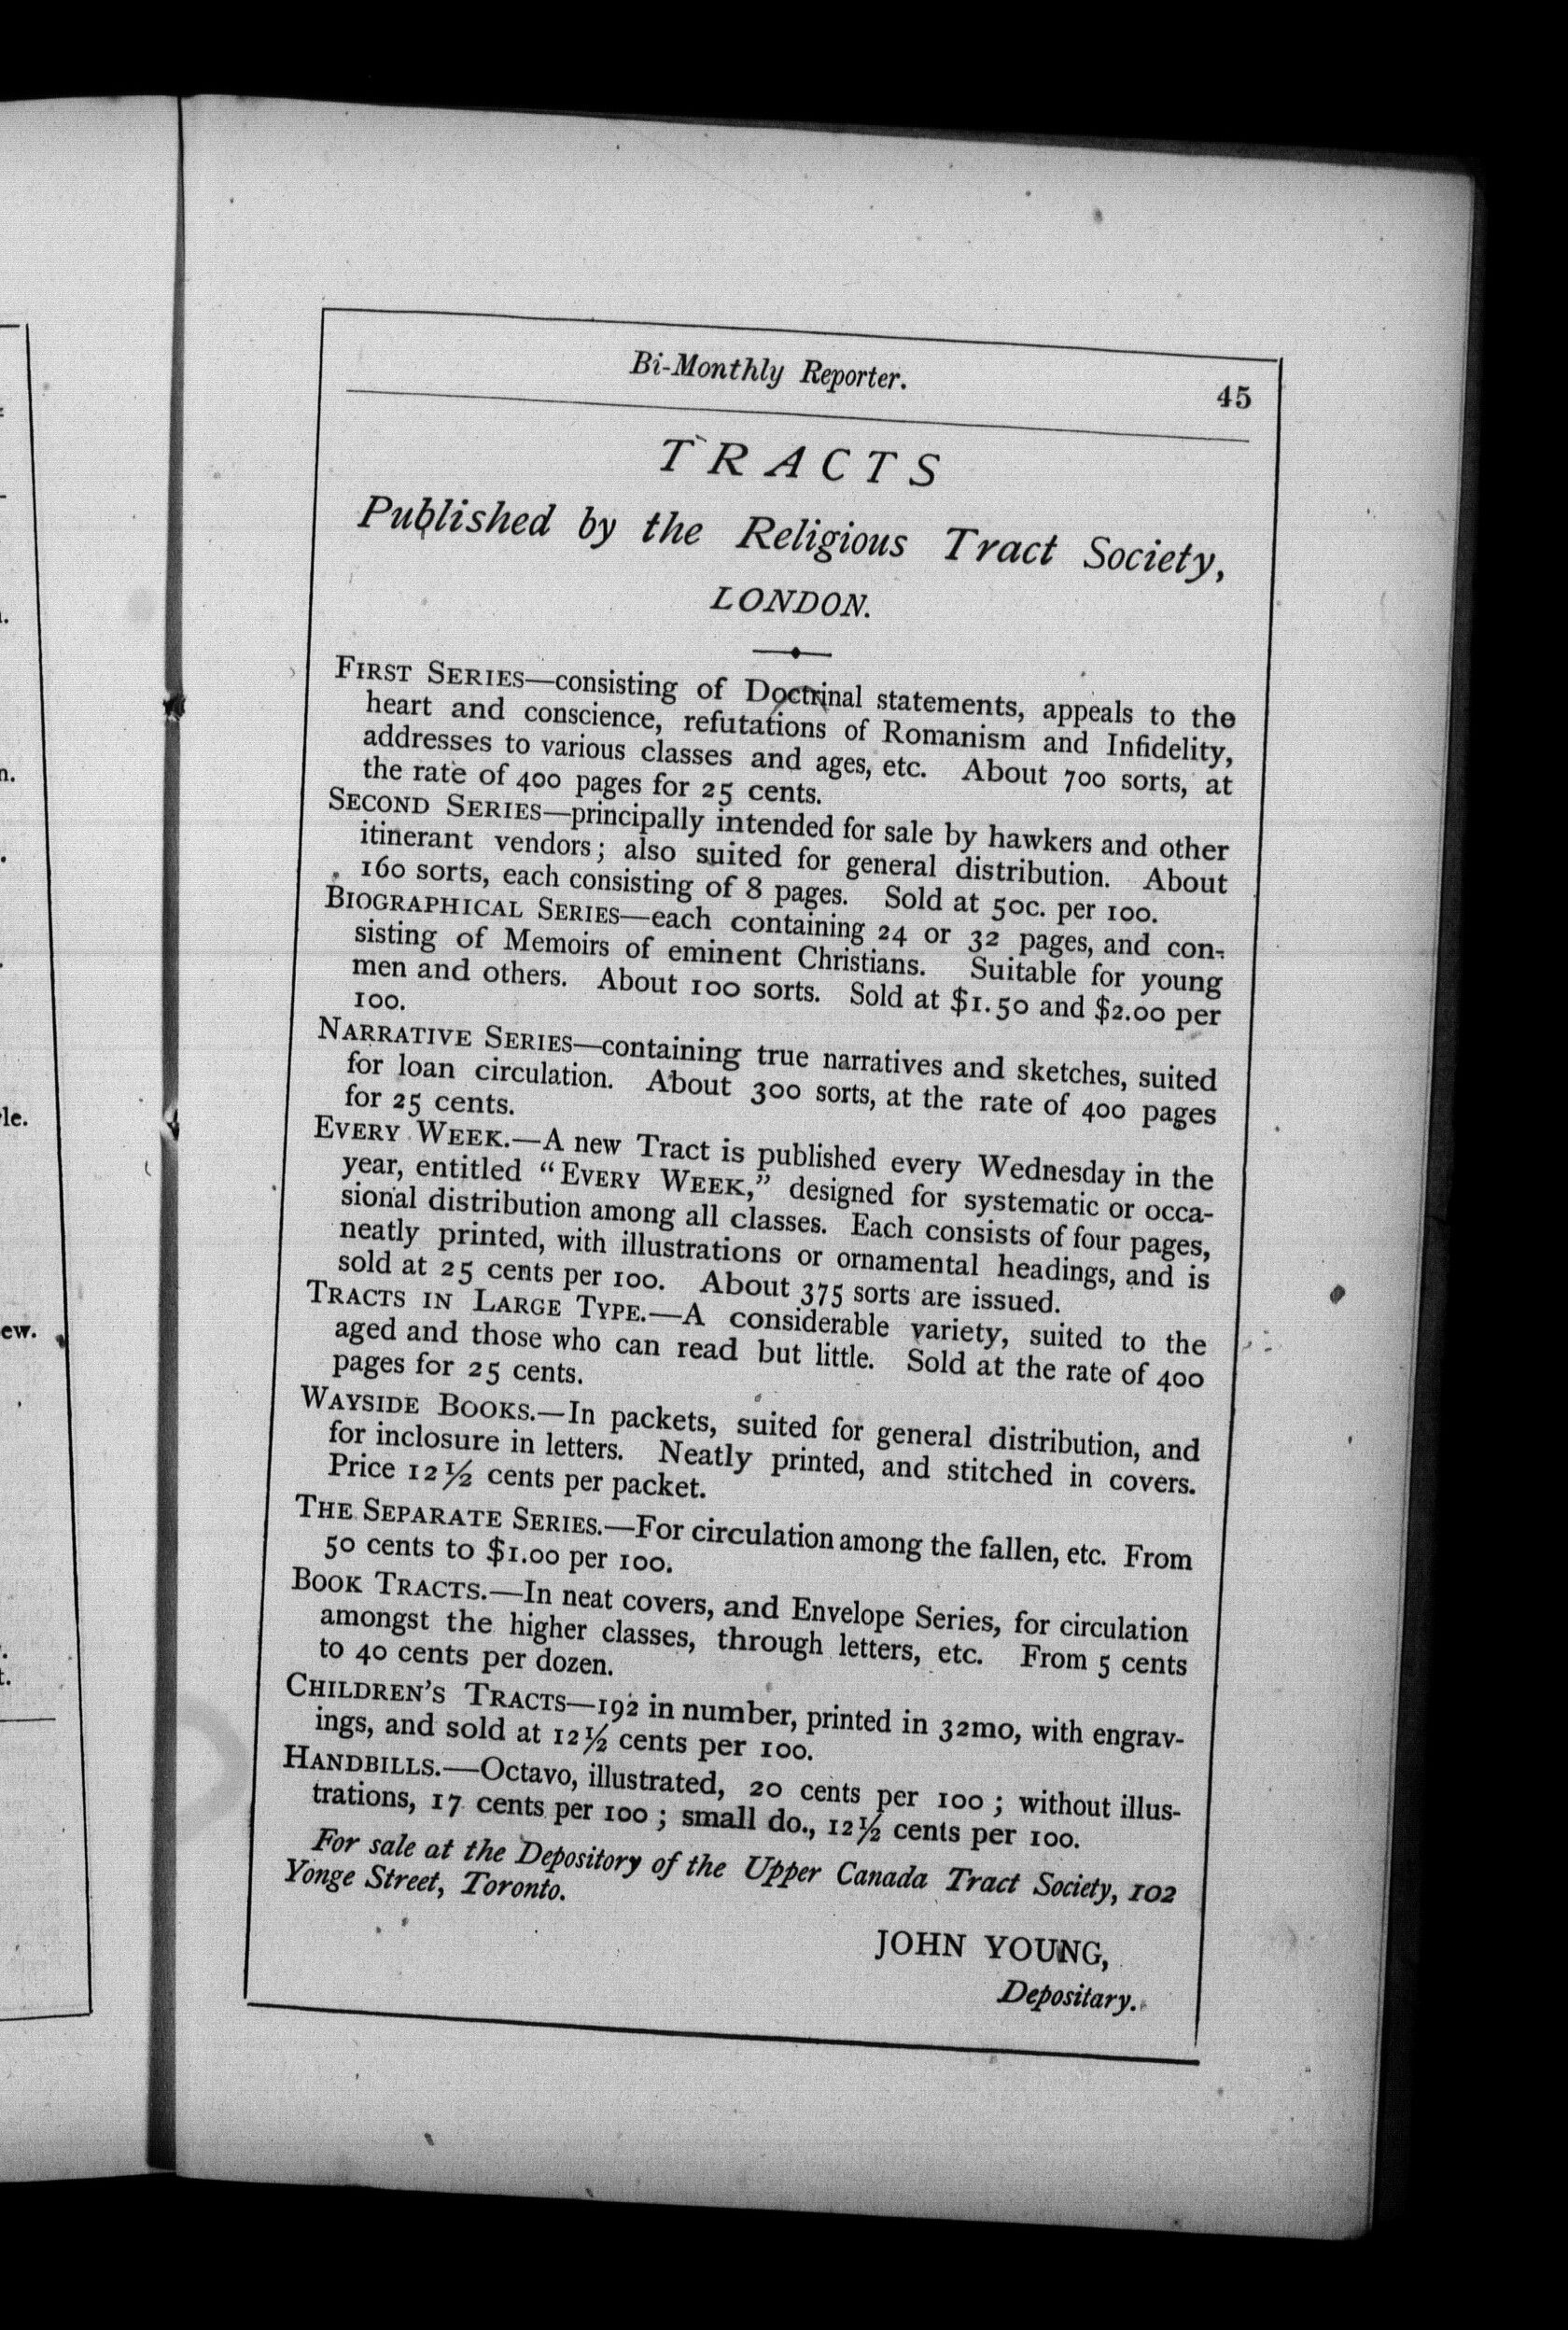 Bi-Monthly Reporter.
45
TRACTS
Published by the Religious Tract Society,
LONDON.
FIRST SERIES—consisting of Doctrinal statements, appeals to the
heart and conscience, refutations of Romanism and Infidelity,
addresses to various classes and ages, etc. About 700 sorts, at
the rate of 400 pages for 25 cents.
SECOND SERIES—principally intended for sale by hawkers and other
itinerant vendors; also suited for general distribution. About
160 sorts, each consisting of 8 pages. Sold at 50c. per 100.
BIOGRAPHICAL SERIES—each containing 24 or 32 pages, and con-
sisting of Memoirs of eminent Christians. Suitable for young
men and others. About 100 sorts. Sold at $1.50 and $2.00 per
100.
NARRATIVE SERIES—containing true narratives and sketches, suited
for loan circulation. About 300 sorts, at the rate of 400 pages
for 25 cents.
EVERY WEEK.—A new Tract is published every Wednesday in the
year, entitled "EVERY WEEK," designed for systematic or occa-
sional distribution among all classes. Each consists of four pages,
neatly printed, with illustrations or ornamental headings, and is
sold at 25 cents per 100. About 375 sorts are issued.
TRACTS IN LARGE TYPE.—A considerable variety, suited to the
aged and those who can read but little. Sold at the rate of 400
pages for 25 cents.
WAYSIDE BOOKS.—In packets, suited for general distribution, and
for inclosure in letters. Neatly printed, and stitched in covers.
Price 12½ cents per packet.
THE SEPARATE SERIES.—For circulation among the fallen, etc. From
50 cents to $1.00 per 100.
BOOK TRACTS.—In neat covers, and Envelope Series, for circulation
amongst the higher classes, through letters, etc. From 5 cents
to 40 cents per dozen.
CHILDREN'S TRACTS—192 in number, printed in 32mo, with engrav-
ings, and sold at 12½ cents per 100.
HANDBILLS.—Octavo, illustrated, 20 cents per 100; without illus-
trations, 17 cents per 100; small do., 12½ cents per 100.
For sale at the Depository of the Upper Canada Tract Society, 102
Yonge Street, Toronto.
JOHN YOUNG,
Depositary.